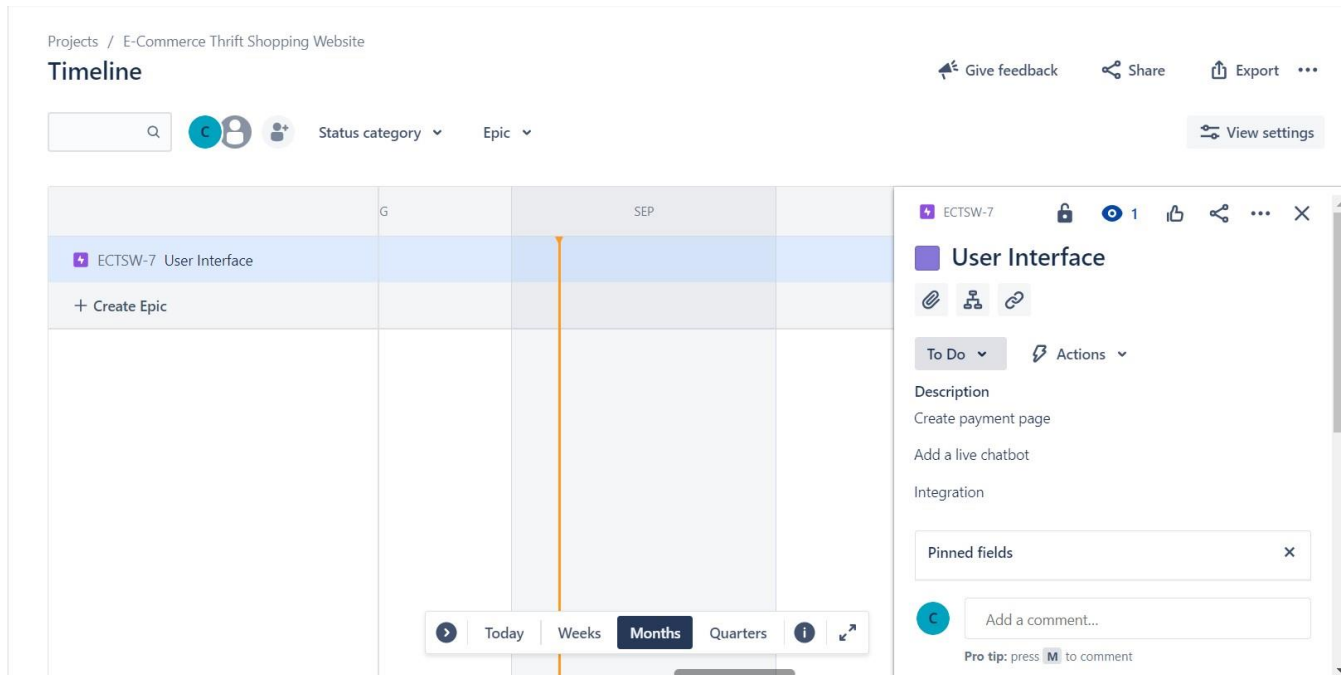 Projects / E-Commerce Thrift Shopping Website
Timeline
Give feedback
Share
Export
C
Status category
Epic
View settings
G
SEP
ECTSW-7 User Interface
+ Create Epic
Today
Weeks
Months
Quarters
ECTSW-7
1
User Interface
To Do
Actions
Description
Create payment page
Add a live chatbot
Integration
Pinned fields
C
Add a comment...
Pro tip: press M to comment